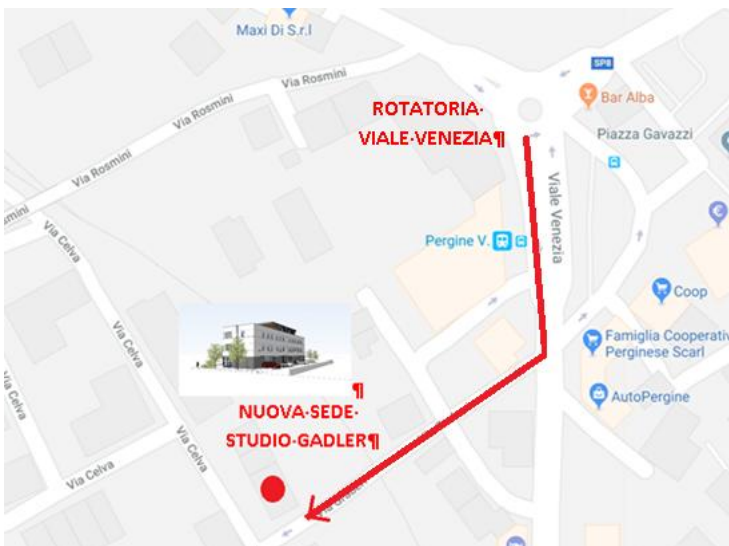 Maxi Di S.r.l
SP8
Via Rosmini
Bar Alba
ROTATORIA·
VIALE·VENEZIA¶
Via Rosmini
Piazza Gavazzi
Via Rosmini
Viale Venezia
smini
Via Celva
Pergine V.
Coop
Via Celva
Famiglia Cooperativ
Perginese Scarl
¶
AutoPergine
NUOVA·SEDE·
STUDIO·GADLER¶
Via Celva
Via Celva
Via Celva